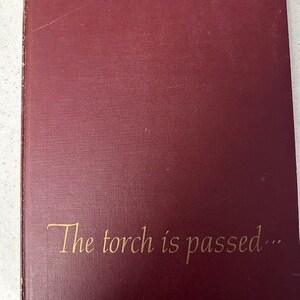 The torch is passed...